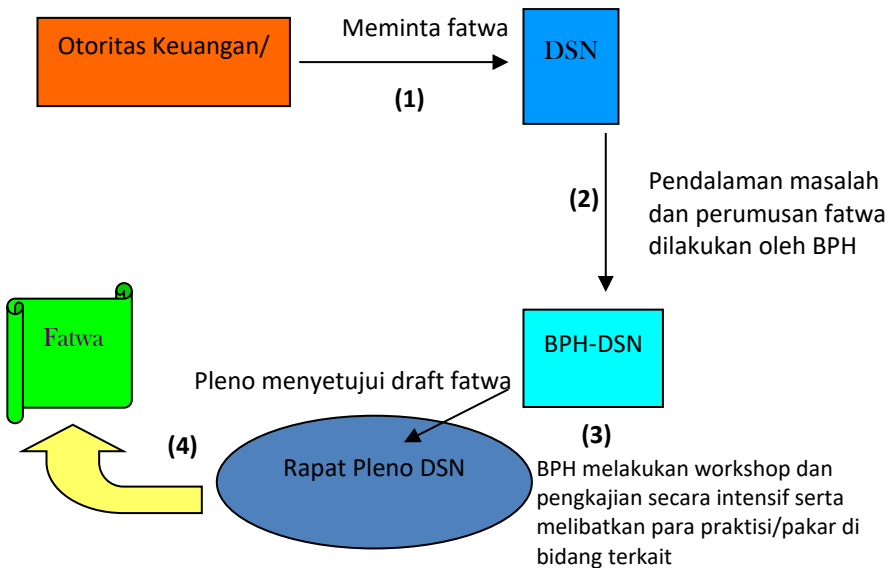 Otoritas Keuangan/
Meminta fatwa
(1)
DSN
(2)
Pendalaman masalah
dan perumusan fatwa
dilakukan oleh BPH
BPH-DSN
(3)
BPH melakukan workshop dan
pengkajian secara intensif serta
melibatkan para praktisi/pakar di
bidang terkait
Pleno menyetujui draft fatwa
Rapat Pleno DSN
(4)
Fatwa